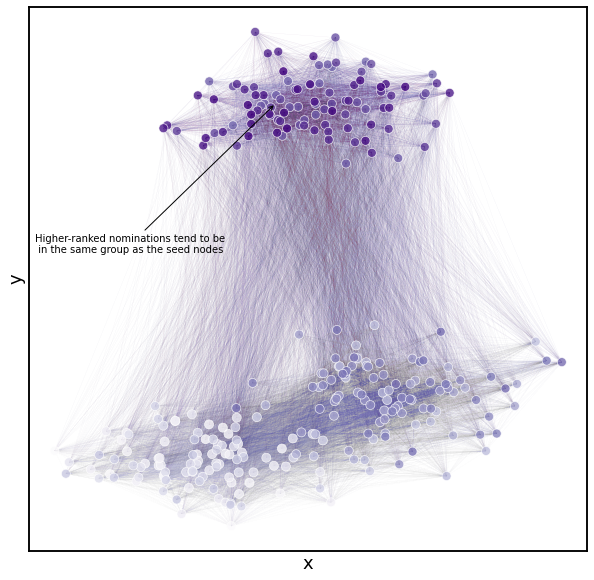 Higher-ranked nominations tend to be
in the same group as the seed nodes
y
x